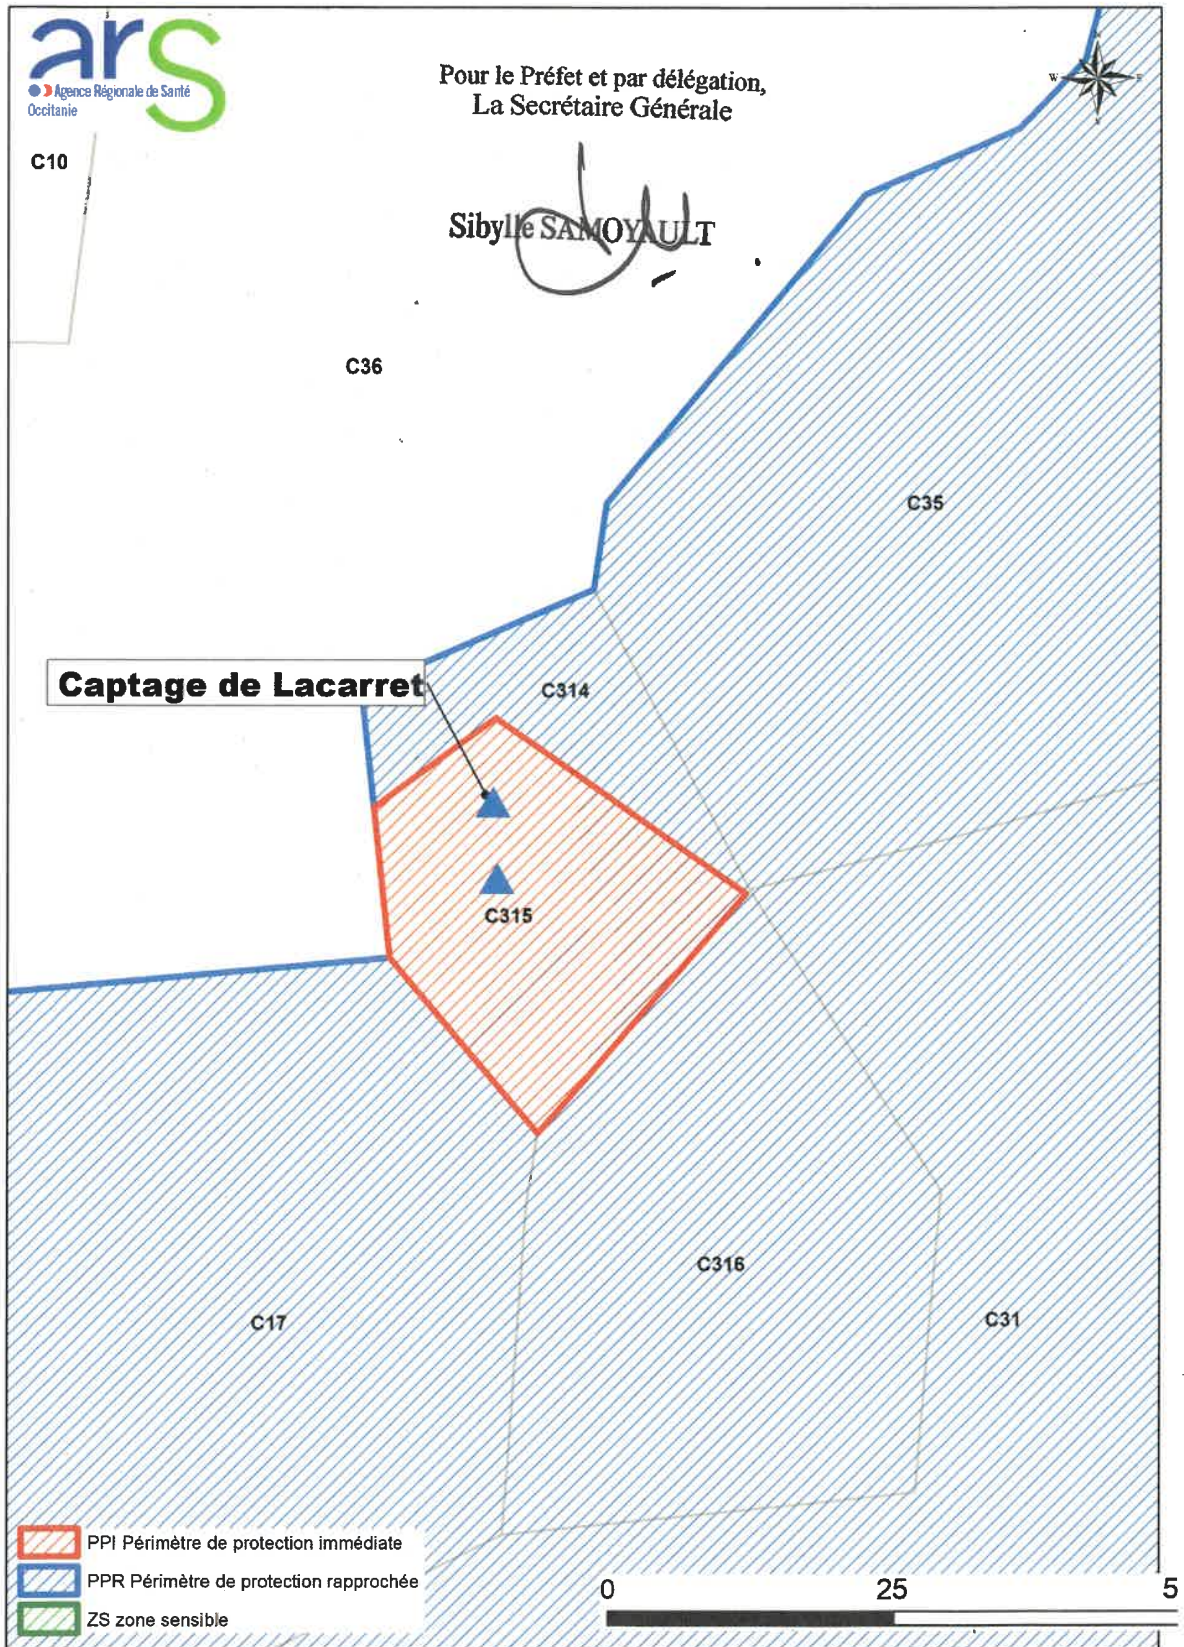 ars
Agence Régionale de Santé
Occitanie
Pour le Préfet et par délégation,
La Secrétaire Générale
Sibylle SAMOYAULT
N
W
E
S
C10
C36
C35
Captage de Lacarret
C314
C315
C316
C17
C31
PPI Périmètre de protection immédiate
PPR Périmètre de protection rapprochée
ZS zone sensible
0 25 5